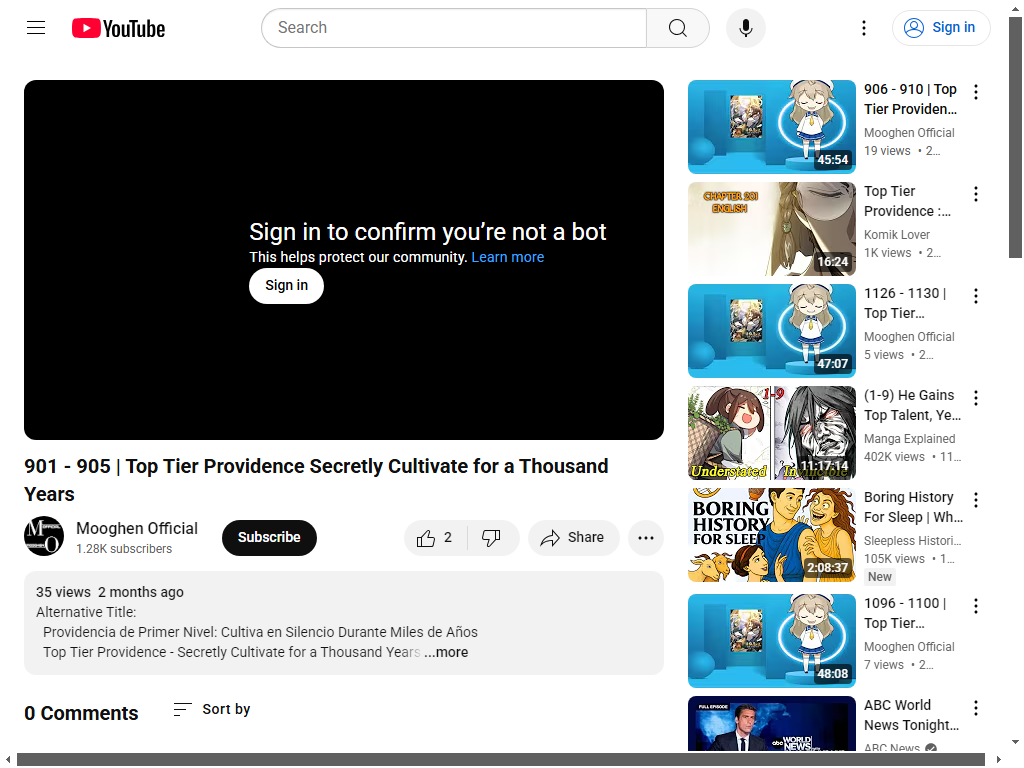 YouTube
Search
Sign in
Sign in to confirm you're not a bot
This helps protect our community. Learn more
Sign in
901 - 905 | Top Tier Providence Secretly Cultivate for a Thousand
Years
Mooghen Official
1.28K subscribers
Subscribe
2
Share
35 views 2 months ago
Alternative Title:
Providencia de Primer Nivel: Cultiva en Silencio Durante Miles de Años
Top Tier Providence - Secretly Cultivate for a Thousand Years ...more
0 Comments
Sort by
45:54
906 - 910 | Top
Tier Providen...
Mooghen Official
19 views • 2...
CHAPTER 201
ENGLISH
16:24
Top Tier
Providence :...
Komik Lover
1K views • 2...
47:07
1126 - 1130 |
Top Tier...
Mooghen Official
5 views • 2...
1-9
Understated
Invincible
11:17:14
(1-9) He Gains
Top Talent, Ye...
Manga Explained
402K views • 11...
BORING
HISTORY
FOR SLEEP
2:08:37
Boring History
For Sleep | Wh...
Sleepless Histori...
105K views • 1...
New
48:08
1096 - 1100 |
Top Tier...
Mooghen Official
7 views • 2...
FULL EPISODE
abc WORLD
NEWS
ABC World
News Tonight...
ABC News